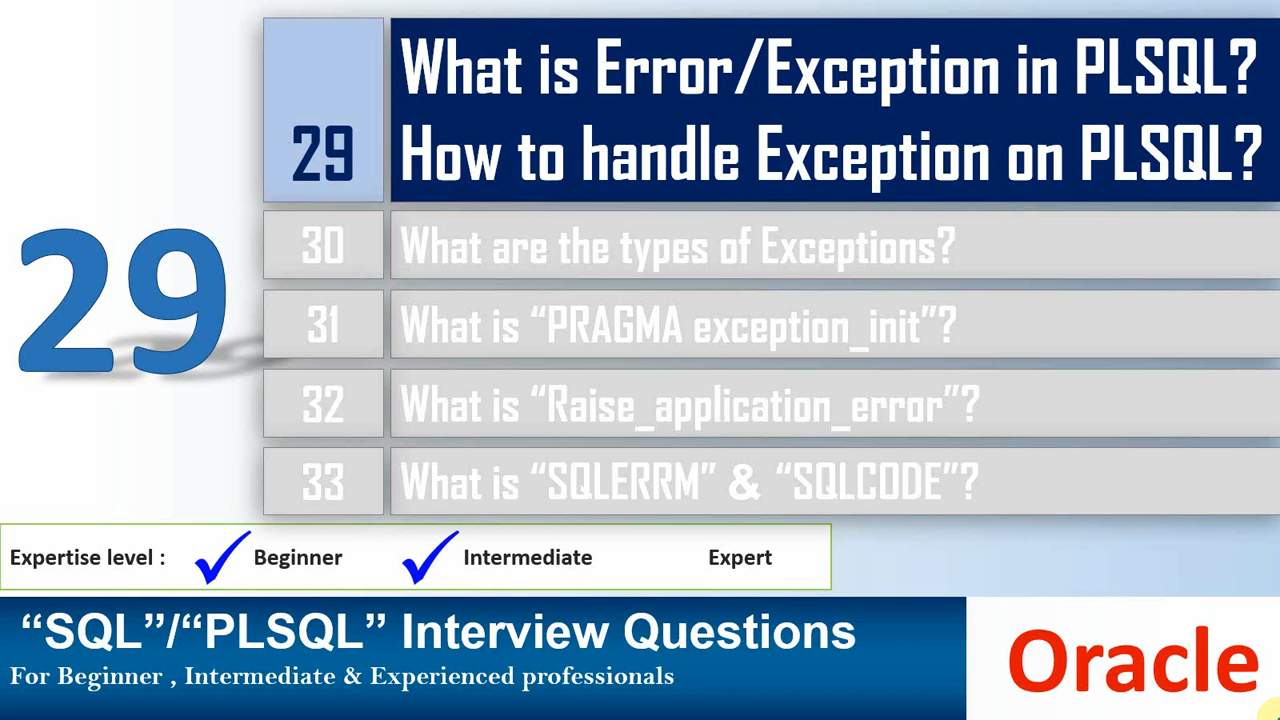 29
29
What is Error/Exception in PLSQL?
How to handle Exception on PLSQL?
30
What are the types of Exceptions?
31
What is “PRAGMA exception_init”?
32
What is “Raise_application_error”?
33
What is “SQLERRM” & “SQLCODE”?
Expertise level : Beginner Intermediate Expert
“SQL”/“PLSQL” Interview Questions
For Beginner , Intermediate & Experienced professionals
Oracle